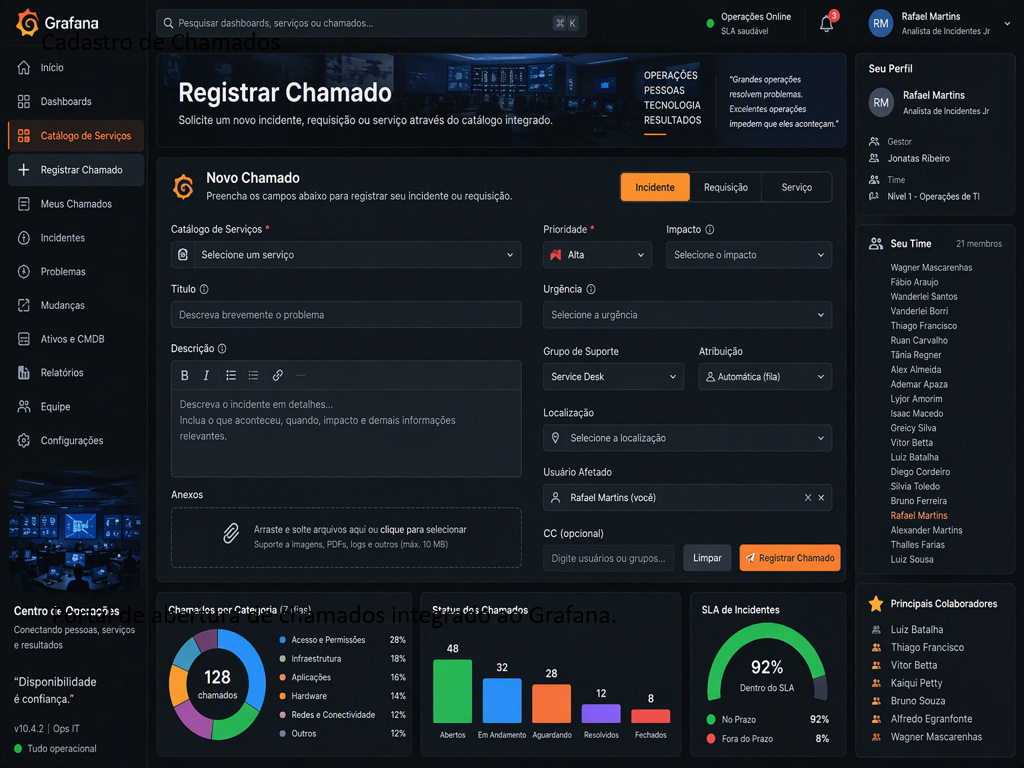 Grafana
Cadastro de Chamados
Pesquisar dashboards, serviços ou chamados...
⌘ K
Operações Online
SLA saudável
3
RM
Rafael Martins
Analista de Incidentes Jr
Início
Dashboards
Catálogo de Serviços
Registrar Chamado
Meus Chamados
Incidentes
Problemas
Mudanças
Ativos e CMDB
Relatórios
Equipe
Configurações
Centro de Operações
Conectando pessoas, serviços
e resultados
“Disponibilidade
é confiança.”
v10.4.2 | Ops IT
Tudo operacional
Registrar Chamado
Solicite um novo incidente, requisição ou serviço através do catálogo integrado.
OPERAÇÕES
PESSOAS
TECNOLOGIA
RESULTADOS
“Grandes operações
resolvem problemas.
Excelentes operações
impedem que eles aconteçam.”
Novo Chamado
Preencha os campos abaixo para registrar seu incidente ou requisição.
Incidente
Requisição
Serviço
Catálogo de Serviços *
Selecione um serviço
Prioridade *
Alta
Impacto
Selecione o impacto
Titulo
Descreva brevemente o problema
Urgência
Selecione a urgência
Descrição
B I
Descreva o incidente em detalhes...
Inclua o que aconteceu, quando, impacto e demais informações
relevantes.
Grupo de Suporte
Service Desk
Atribuição
Automática (fila)
Localização
Selecione a localização
Usuário Afetado
Rafael Martins (você)
Anexos
Arraste e solte arquivos aqui ou clique para selecionar
Suporte a imagens, PDFs, logs e outros (máx. 10 MB)
CC (opcional)
Digite usuários ou grupos...
Limpar
Registrar Chamado
Portal de abertura de chamados integrado ao Grafana.
Chamados por Categoria (7 dias)
128
chamados
Acesso e Permissões 28%
Infraestrutura 18%
Aplicações 16%
Hardware 14%
Redes e Conectividade 12%
Outros 12%
Status dos Chamados
48
32
28
12
8
Abertos
Em Andamento
Aguardando
Resolvidos
Fechados
SLA de Incidentes
92%
Dentro do SLA
No Prazo 92%
Fora do Prazo 8%
Seu Perfil
RM
Rafael Martins
Analista de Incidentes Jr
Gestor
Jonatas Ribeiro
Time
Nível 1 - Operações de TI
Seu Time
21 membros
Wagner Mascarenhas
Fábio Araujo
Wanderlei Santos
Vanderlei Borri
Thiago Francisco
Ruan Carvalho
Tânia Regner
Alex Almeida
Ademar Apaza
Lyjor Amorim
Isaac Macedo
Greicy Silva
Vitor Betta
Luiz Batalha
Diego Cordeiro
Silvia Toledo
Bruno Ferreira
Rafael Martins
Alexander Martins
Thalles Farias
Luiz Sousa
Principais Colaboradores
Luiz Batalha
Thiago Francisco
Vitor Betta
Kaiqui Petty
Bruno Souza
Alfredo Egranfonte
Wagner Mascarenhas